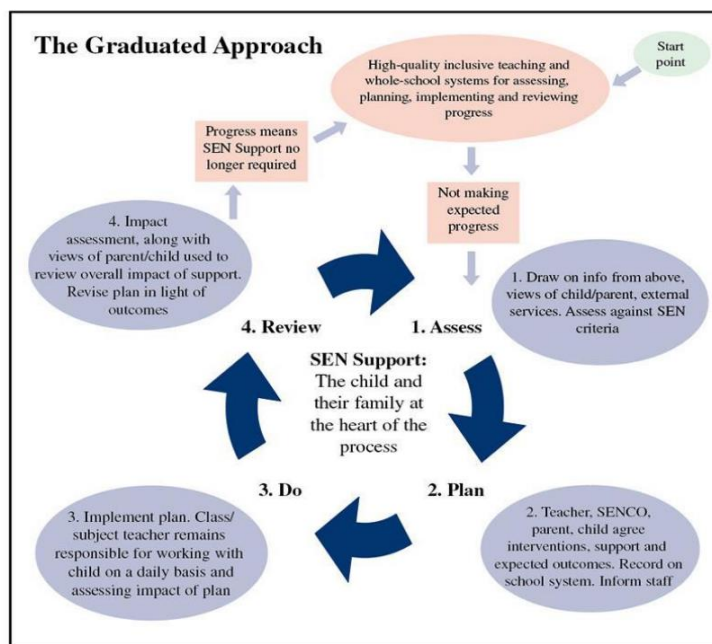 The Graduated Approach
Start
point
High-quality inclusive teaching and
whole-school systems for assessing,
planning, implementing and reviewing
progress
Progress means
SEN Support no
longer required
Not making
expected
progress
4. Impact
assessment, along with
views of parent/child used to
review overall impact of support.
Revise plan in light of
outcomes
1. Draw on info from above,
views of child/parent, external
services. Assess against SEN
criteria
4. Review
1. Assess
SEN Support:
The child and
their family at
the heart of the
process
3. Do
2. Plan
3. Implement plan. Class/
subject teacher remains
responsible for working with
child on a daily basis and
assessing impact of plan
2. Teacher, SENCO,
parent, child agree
interventions, support and
expected outcomes. Record on
school system. Inform staff